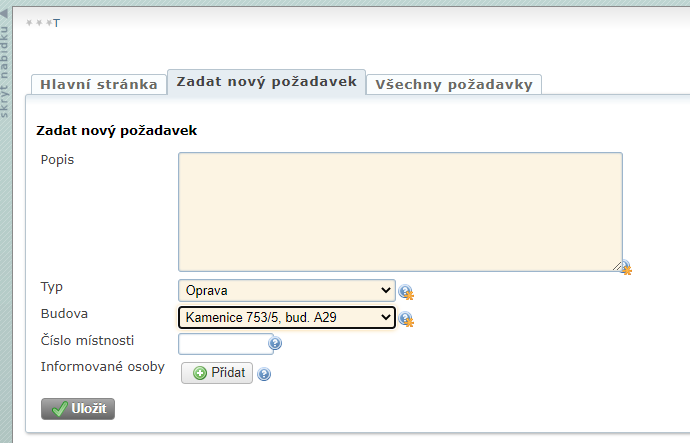 ***T
skrýt nabídku
Hlavní stránka
Zadat nový požadavek
Všechny požadavky
Zadat nový požadavek
Popis
Typ
Oprava
Budova
Kamenice 753/5, bud. A29
Číslo místnosti
Informované osoby
Přidat
Uložit